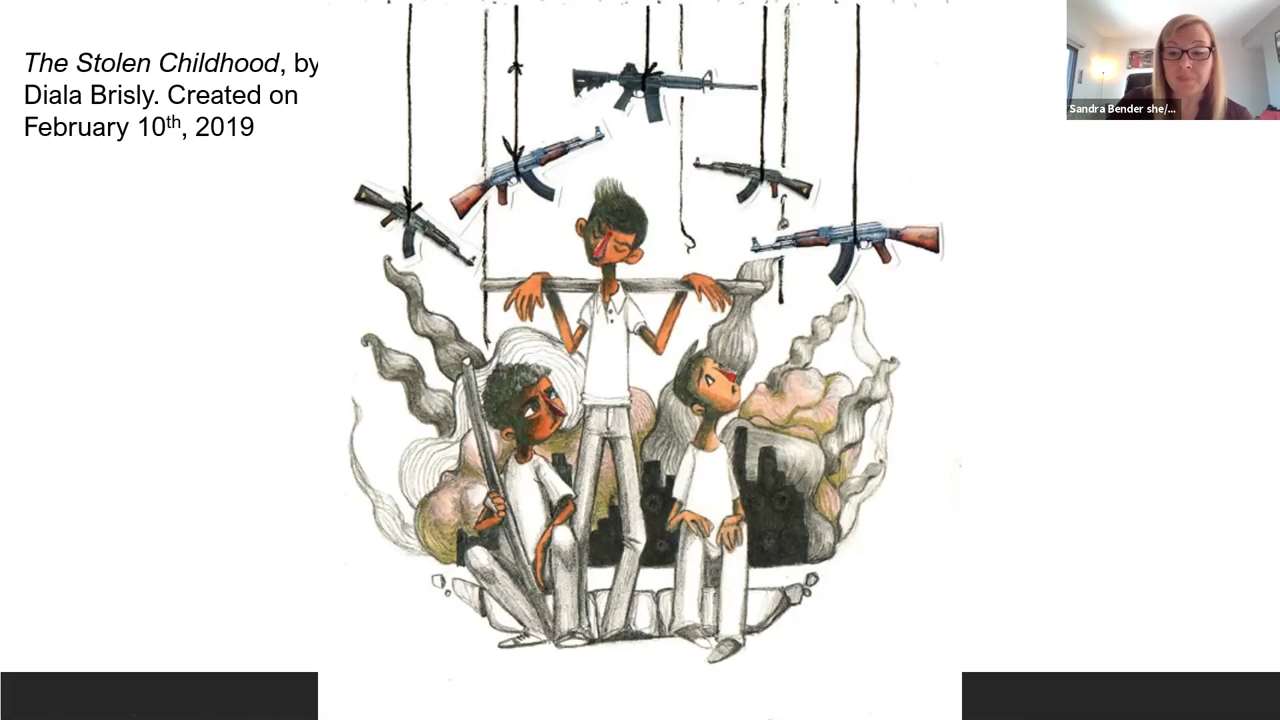 The Stolen Childhood, by
Diala Brisly. Created on
February 10th, 2019
Sandra Bender she/...